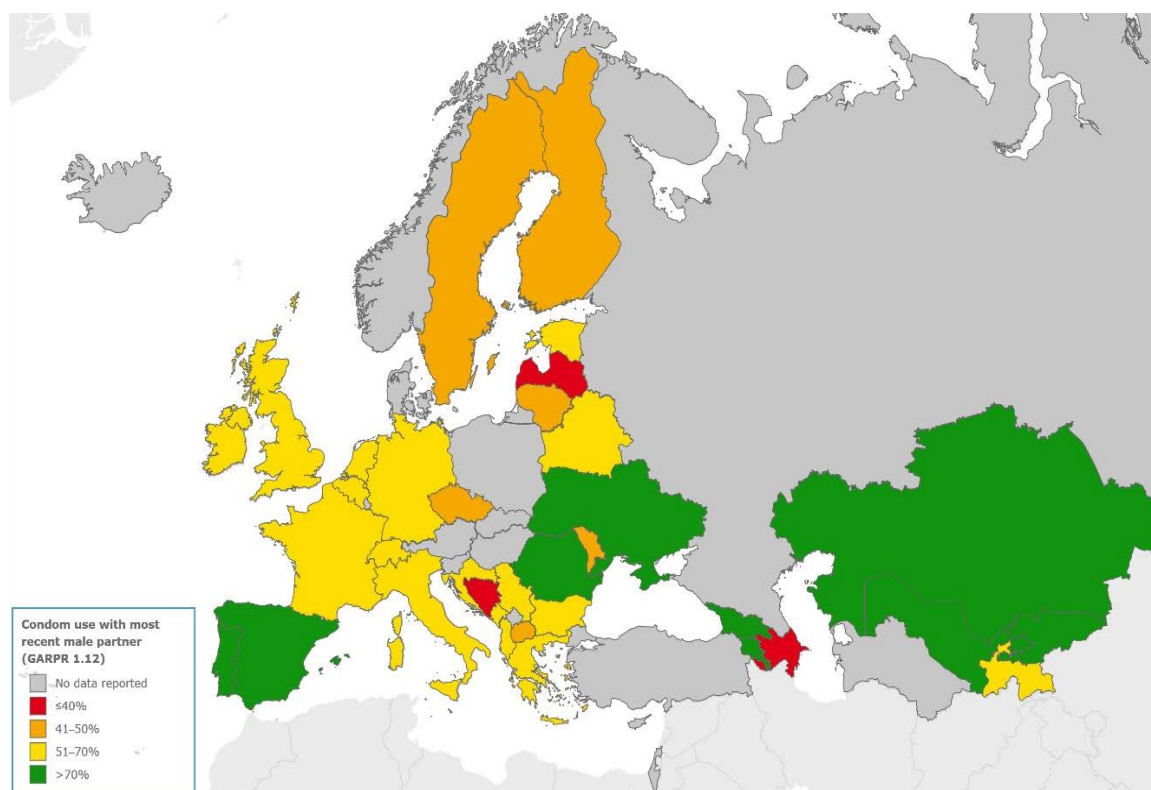 Condom use with most
recent male partner
(GARPR 1.12)
No data reported
≤40%
41–50%
51–70%
>70%